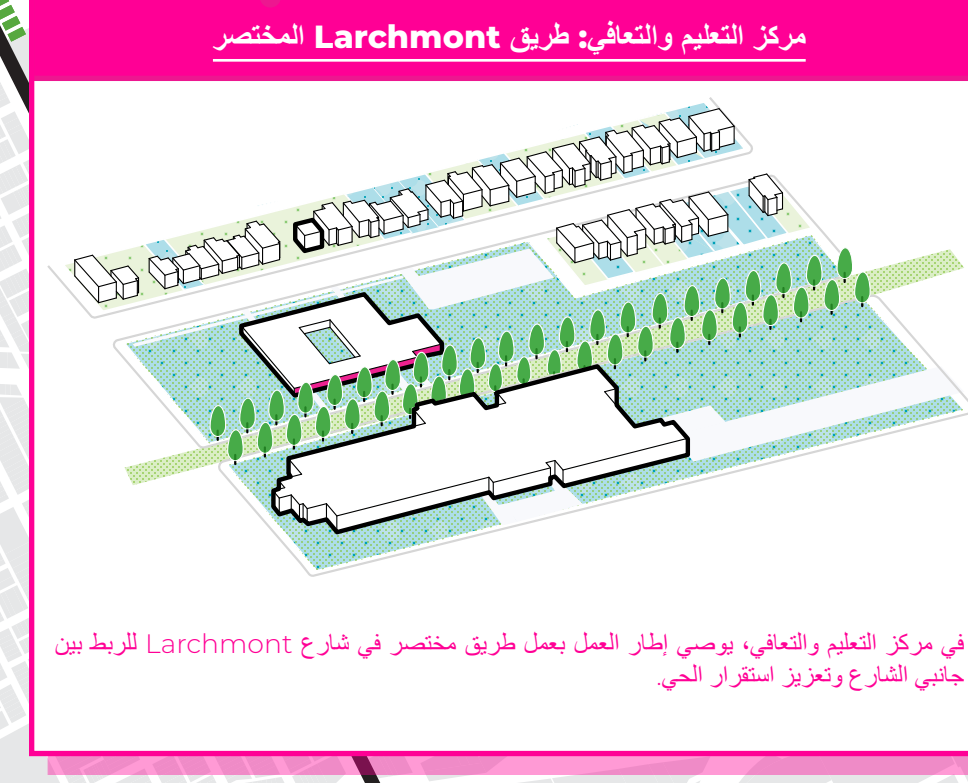 مركز التعليم والتعافي: طريق Larchmont المختصر
في مركز التعليم والتعافي، يوصي إطار العمل بعمل طريق مختصر في شارع Larchmont للربط بين
جانبي الشارع وتعزيز استقرار الحي.